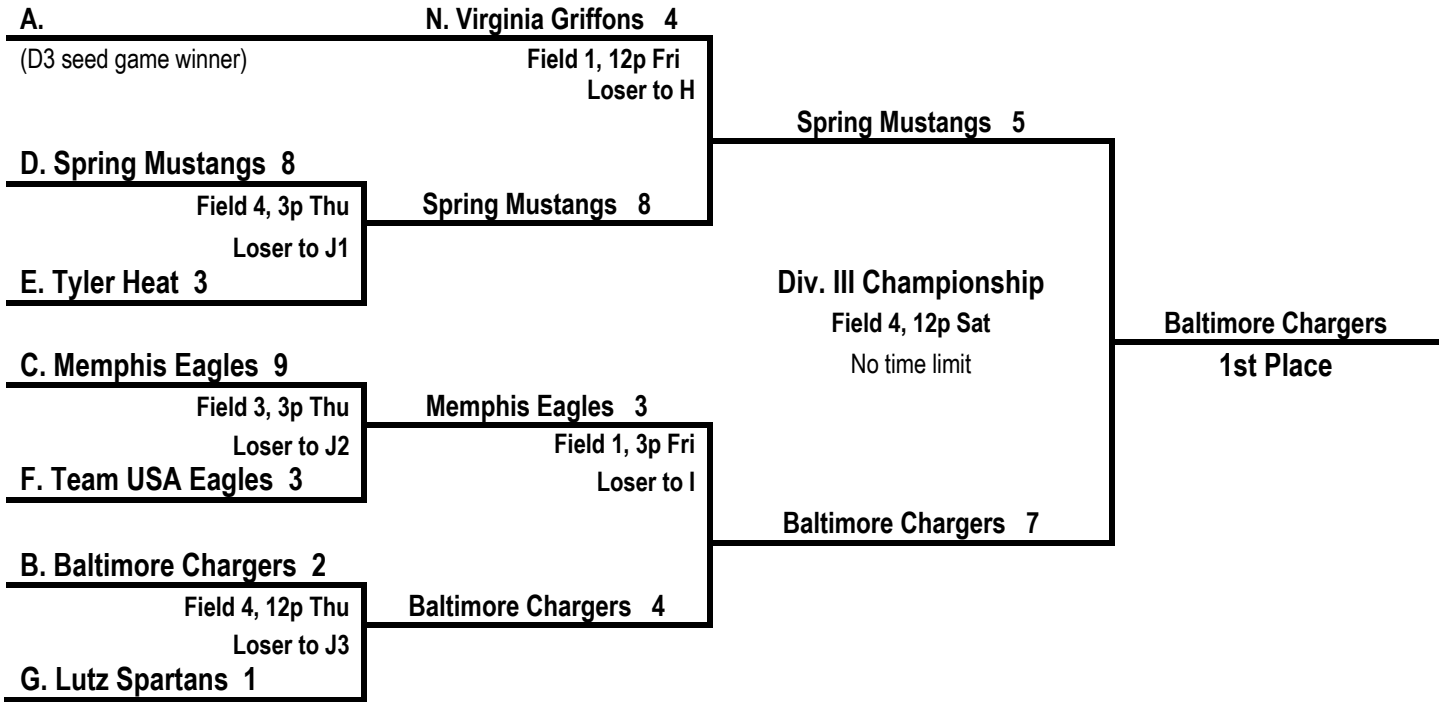 A.
N. Virginia Griffons 4
(D3 seed game winner)
Field 1, 12p Fri
Loser to H
Spring Mustangs 5
D. Spring Mustangs 8
Field 4, 3p Thu
Spring Mustangs 8
Loser to J1
E. Tyler Heat 3
Div. III Championship
Field 4, 12p Sat
No time limit
Baltimore Chargers
1st Place
C. Memphis Eagles 9
Field 3, 3p Thu
Memphis Eagles 3
Loser to J2
Field 1, 3p Fri
F. Team USA Eagles 3
Loser to I
Baltimore Chargers 7
B. Baltimore Chargers 2
Field 4, 12p Thu
Baltimore Chargers 4
Loser to J3
G. Lutz Spartans 1